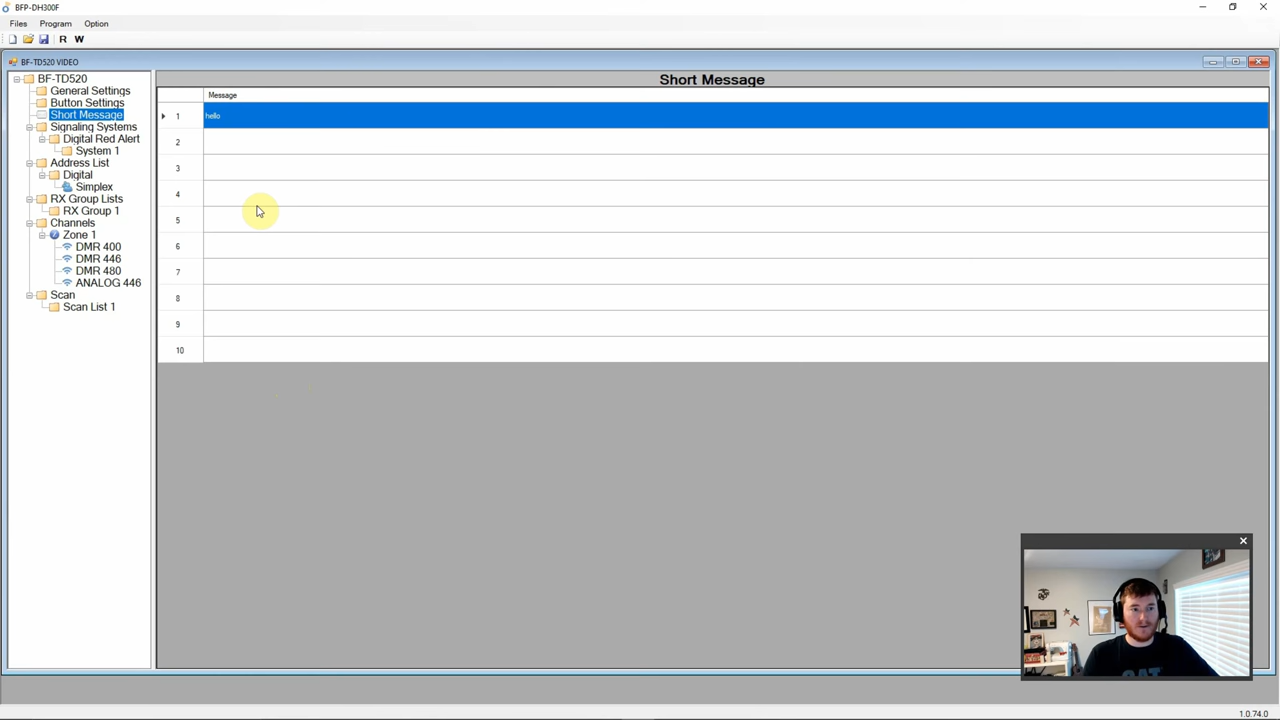 BFP-DH300F
Files Program Option
R W
BF-TD520 VIDEO
BF-TD520
General Settings
Button Settings
Short Message
Signaling Systems
Digital Red Alert
System 1
Address List
Digital
Simplex
RX Group Lists
RX Group 1
Channels
Zone 1
DMR 400
DMR 446
DMR 480
ANALOG 446
Scan
Scan List 1
Short Message
Message
1 hello
2
3
4
5
6
7
8
9
10
CAT
1.0.74.0